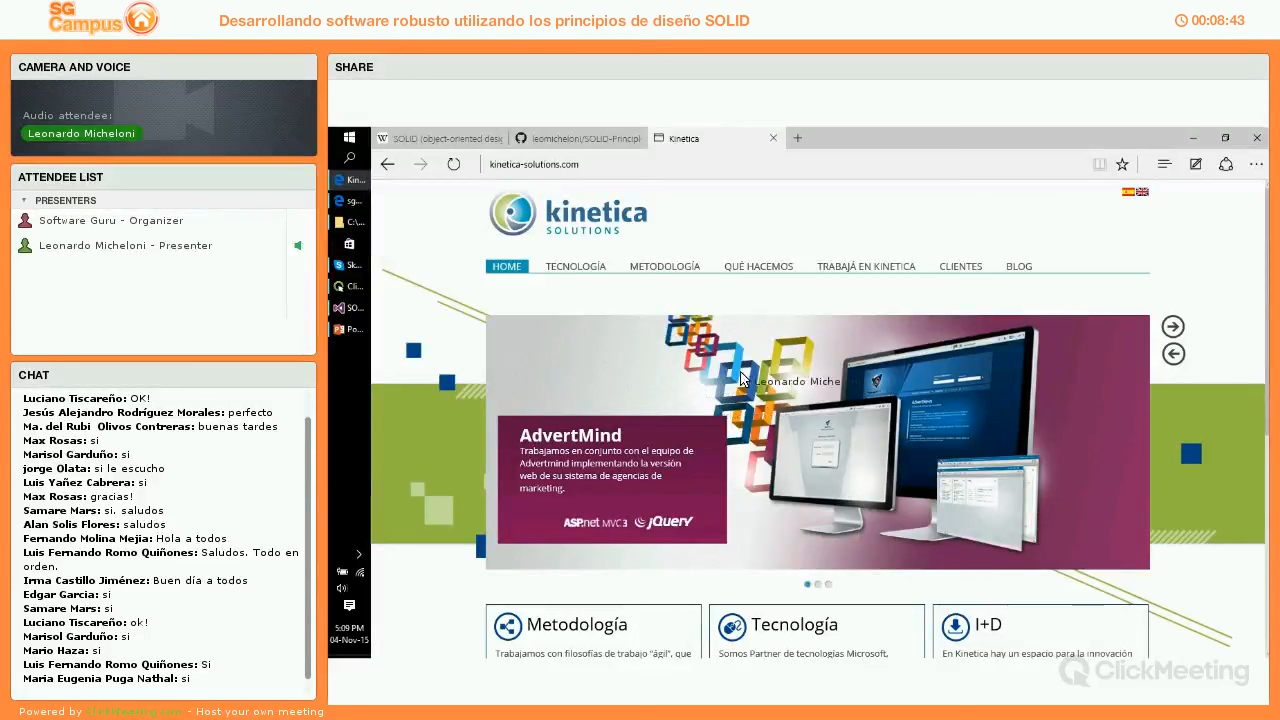 SG
Campus
Desarrollando software robusto utilizando los principios de diseño SOLID
00:08:43
CAMERA AND VOICE
Audio attendee:
Leonardo Micheloni
ATTENDEE LIST
PRESENTERS
Software Guru - Organizer
Leonardo Micheloni - Presenter
CHAT
Luciano Tiscareño: OK!
Jesús Alejandro Rodríguez Morales: perfecto
Ma. del Rubi Olivos Contreras: buenas tardes
Max Rosas: si
Marisol Garduño: si
jorge Olata: si le escucho
Luis Yañez Cabrera: si
Max Rosas: gracias!
Samare Mars: si. saludos
Alan Solis Flores: saludos
Fernando Molina Mejia: Hola a todos
Luis Fernando Romo Quiñones: Saludos. Todo en
orden.
Irma Castillo Jiménez: Buen día a todos
Edgar Garcia: si
Samare Mars: si
Luciano Tiscareño: ok!
Marisol Garduño: si
Mario Haza: si
Luis Fernando Romo Quiñones: Si
Maria Eugenia Puga Nathal: si
Powered by ClickMeeting.com - Host your own meeting
SHARE
SOLID (object-oriented desig
leomicheloni/SOLID-Principl
Kinetica
kinetica-solutions.com
Kin...
sg...
C:\...
Sk...
Cli...
SO...
Po...
5:09 PM
04-Nov-15
kinetica
SOLUTIONS
HOME
TECNOLOGÍA
METODOLOGÍA
QUÉ HACEMOS
TRABAJÁ EN KINETICA
CLIENTES
BLOG
Leonardo Miche
AdvertMind
Trabajamos en conjunto con el equipo de
Advertmind implementando la versión
web de su sistema de agencias de
marketing.
ASP.net MVC 3 jQuery
Metodología
Trabajamos con filosofías de trabajo "ágil", que
Tecnología
Somos Partner de tecnologías Microsoft,
I+D
En Kinetica hay un espacio para la innovación
ClickMeeting